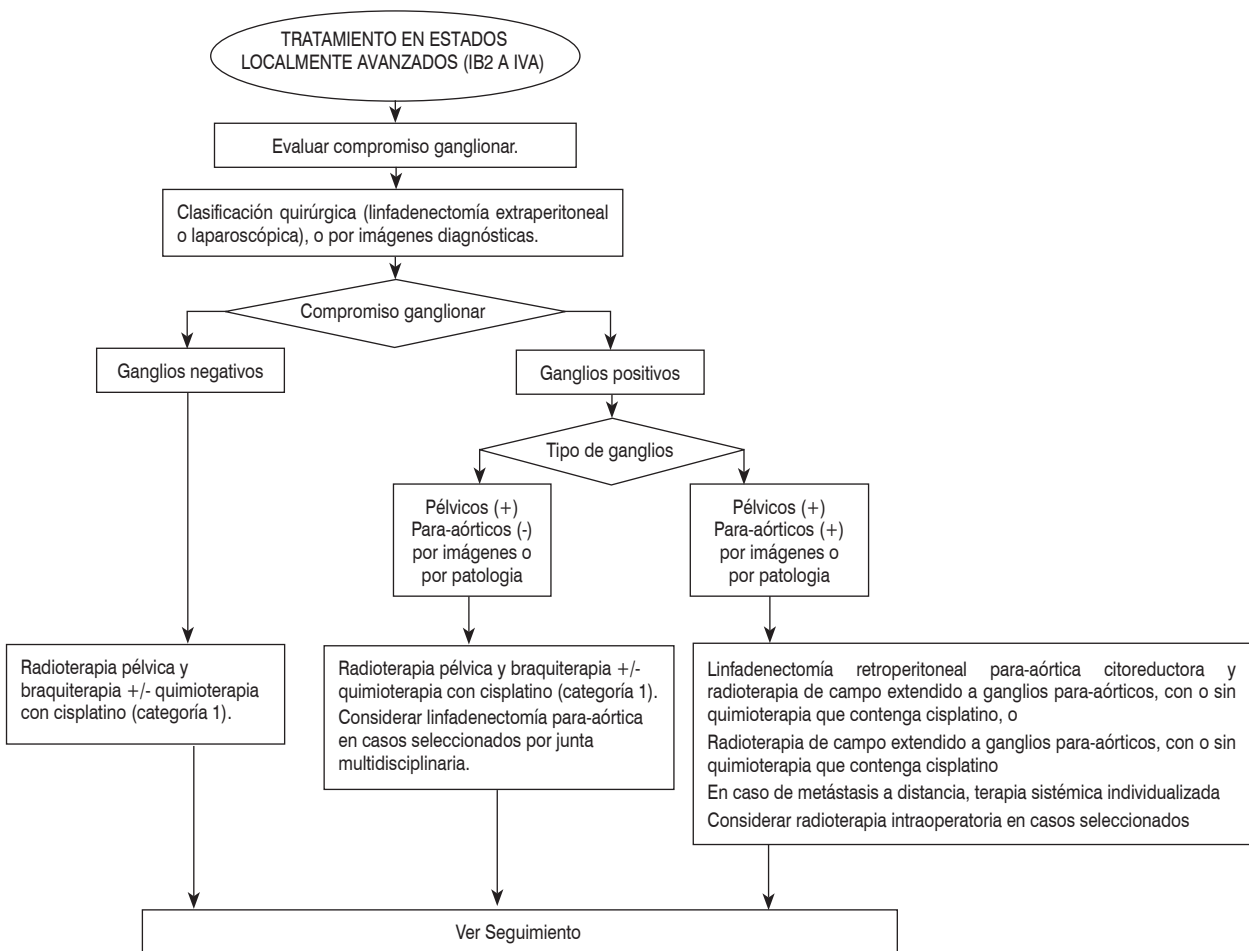 TRATAMIENTO EN ESTADOS
LOCALMENTE AVANZADOS (IB2 A IVA)
Evaluar compromiso ganglionar.
Clasificación quirúrgica (linfadenectomía extraperitoneal
o laparoscópica), o por imágenes diagnósticas.
Compromiso ganglionar
Ganglios negativos
Ganglios positivos
Tipo de ganglios
Pélvicos (+)
Para-aórticos (-)
por imágenes o
por patologia
Pélvicos (+)
Para-aórticos (+)
por imágenes o
por patologia
Radioterapia pélvica y
braquiterapia +/- quimioterapia
con cisplatino (categoría 1).
Radioterapia pélvica y braquiterapia +/-
quimioterapia con cisplatino (categoría 1).
Considerar linfadenectomía para-aórtica
en casos seleccionados por junta
multidisciplinaria.
Linfadenectomía retroperitoneal para-aórtica citoreductora y
radioterapia de campo extendido a ganglios para-aórticos, con o sin
quimioterapia que contenga cisplatino, o
Radioterapia de campo extendido a ganglios para-aórticos, con o sin
quimioterapia que contenga cisplatino
En caso de metástasis a distancia, terapia sistémica individualizada
Considerar radioterapia intraoperatoria en casos seleccionados
Ver Seguimiento